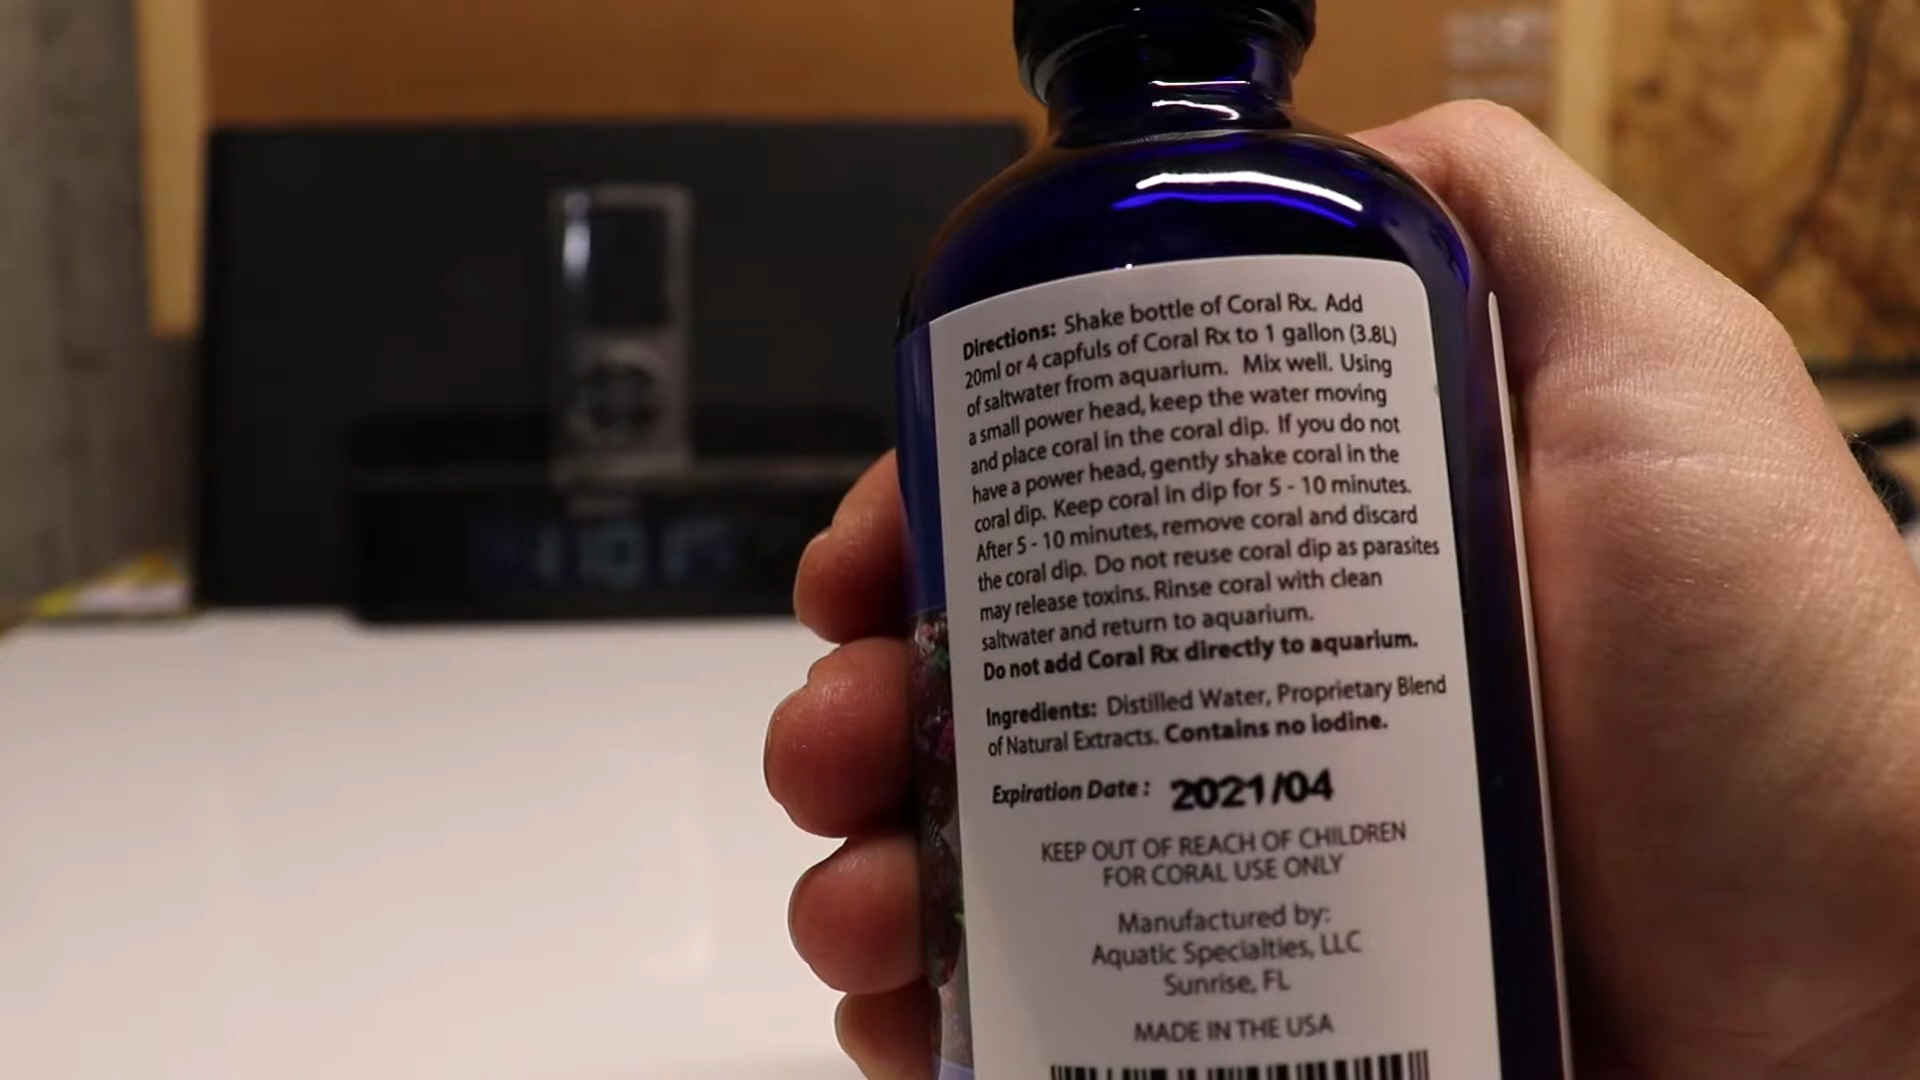 Directions: Shake bottle of Coral Rx. Add
20ml or 4 capfuls of Coral Rx to 1 gallon (3.8L)
of saltwater from aquarium. Mix well. Using
a small power head, keep the water moving
and place coral in the coral dip. If you do not
have a power head, gently shake coral in the
coral dip. Keep coral in dip for 5 - 10 minutes.
After 5 - 10 minutes, remove coral and discard
the coral dip. Do not reuse coral dip as parasites
may release toxins. Rinse coral with clean
saltwater and return to aquarium.
Do not add Coral Rx directly to aquarium.
Ingredients: Distilled Water, Proprietary Blend
of Natural Extracts. Contains no iodine.
Expiration Date : 2021/04
KEEP OUT OF REACH OF CHILDREN
FOR CORAL USE ONLY
Manufactured by:
Aquatic Specialties, LLC
Sunrise, FL
MADE IN THE USA